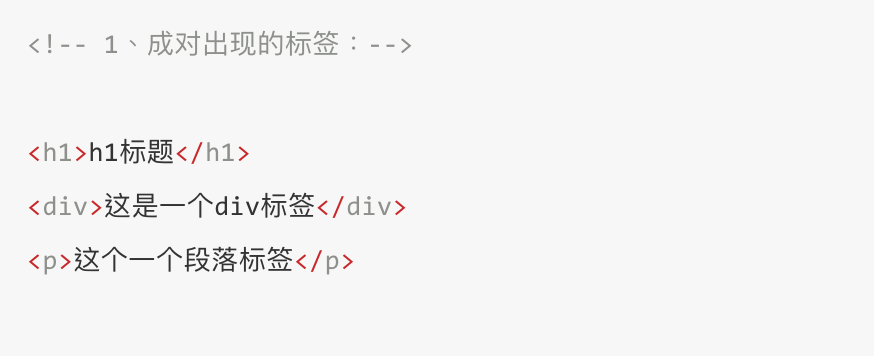 <!-- 1、成对出现的标签：-->
<h1>h1标题</h1>
<div>这是一个div标签</div>
<p>这个一个段落标签</p>